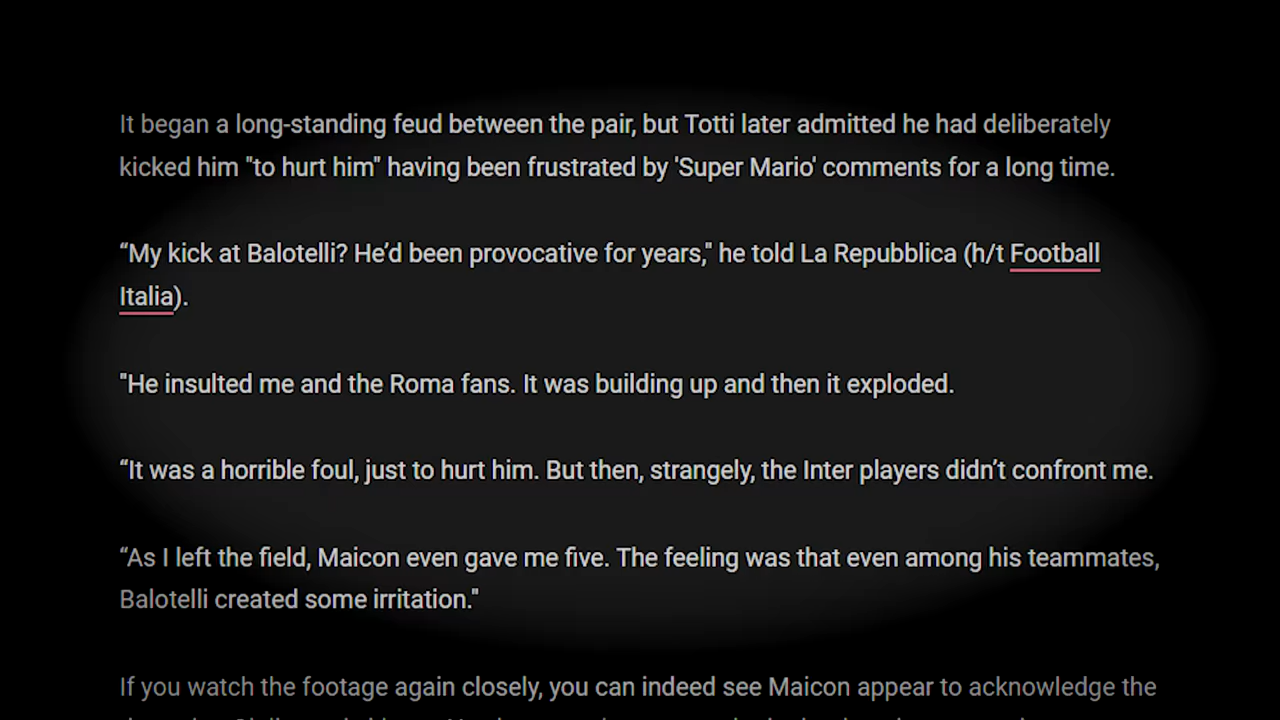 It began a long-standing feud between the pair, but Totti later admitted he had deliberately
kicked him "to hurt him" having been frustrated by 'Super Mario' comments for a long time.
“My kick at Balotelli? He’d been provocative for years," he told La Repubblica (h/t Football
Italia).
"He insulted me and the Roma fans. It was building up and then it exploded.
“It was a horrible foul, just to hurt him. But then, strangely, the Inter players didn’t confront me.
“As I left the field, Maicon even gave me five. The feeling was that even among his teammates,
Balotelli created some irritation."
If you watch the footage again closely, you can indeed see Maicon appear to acknowledge the